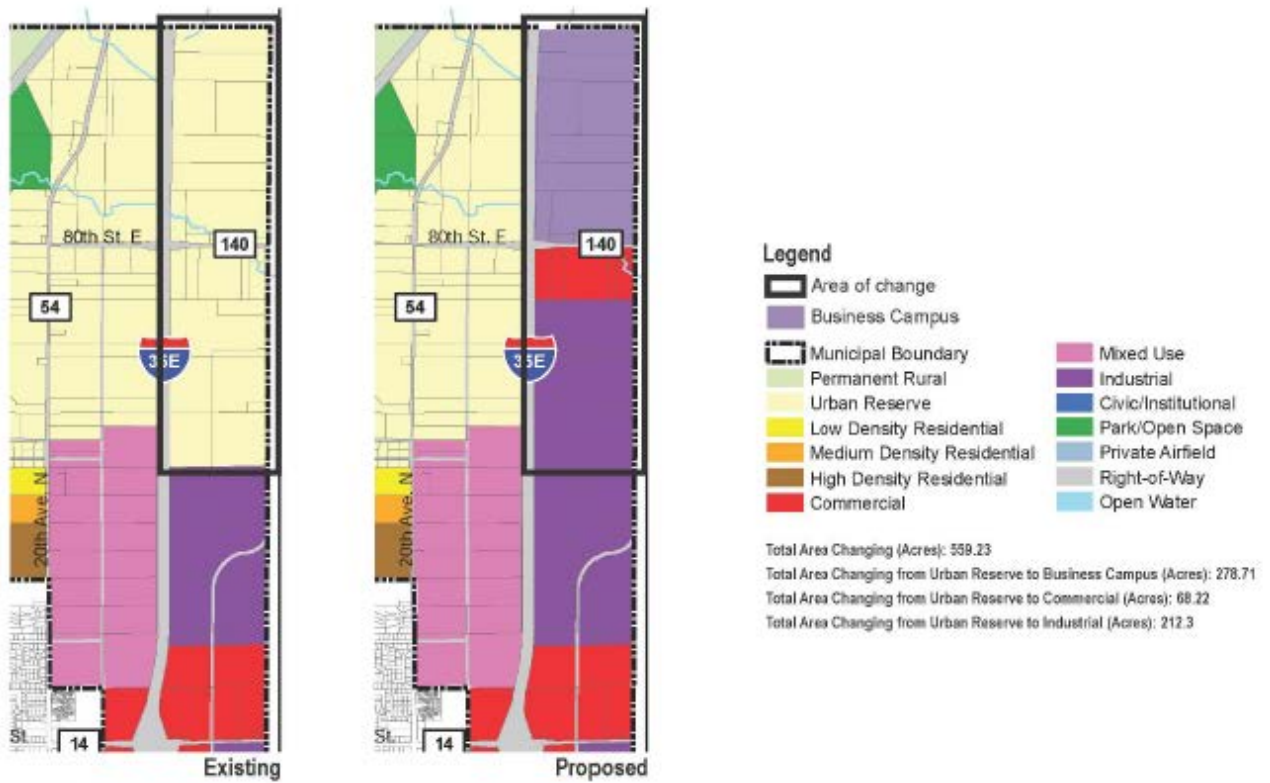 80th St. E
140
54
35E
20th Ave. N
St.
14
Existing
80th St. E
140
54
35E
20th Ave. N
St.
14
Proposed
Legend
Area of change
Business Campus
Municipal Boundary
Permanent Rural
Urban Reserve
Low Density Residential
Medium Density Residential
High Density Residential
Commercial
Mixed Use
Industrial
Civic/Institutional
Park/Open Space
Private Airfield
Right-of-Way
Open Water
Total Area Changing (Acres): 559.23
Total Area Changing from Urban Reserve to Business Campus (Acres): 278.71
Total Area Changing from Urban Reserve to Commercial (Acres): 68.22
Total Area Changing from Urban Reserve to Industrial (Acres): 212.3